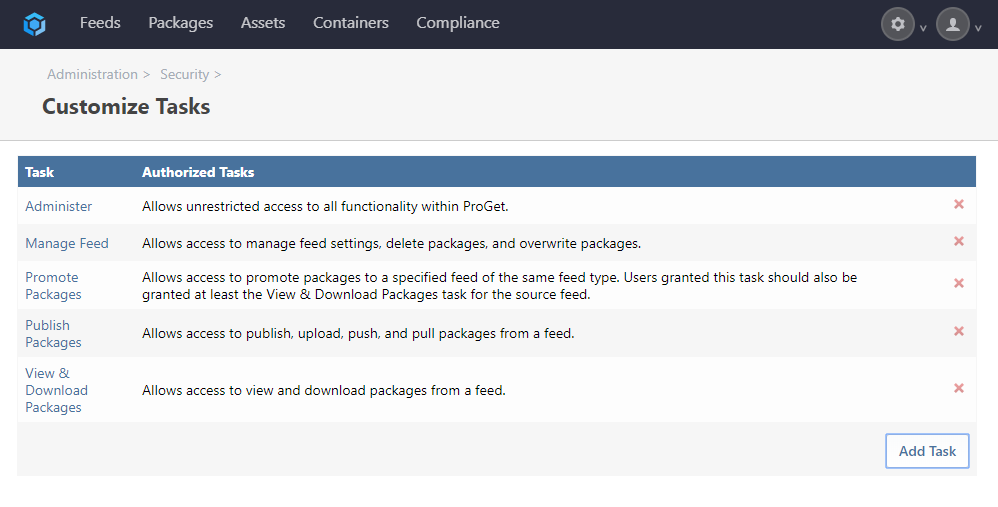 Feeds Packages Assets Containers Compliance
Administration > Security >
Customize Tasks
Task Authorized Tasks
Administer Allows unrestricted access to all functionality within ProGet.
Manage Feed Allows access to manage feed settings, delete packages, and overwrite packages.
Promote
Packages
Allows access to promote packages to a specified feed of the same feed type. Users granted this task should also be
granted at least the View & Download Packages task for the source feed.
Publish
Packages
Allows access to publish, upload, push, and pull packages from a feed.
View &
Download
Packages
Allows access to view and download packages from a feed.
Add Task